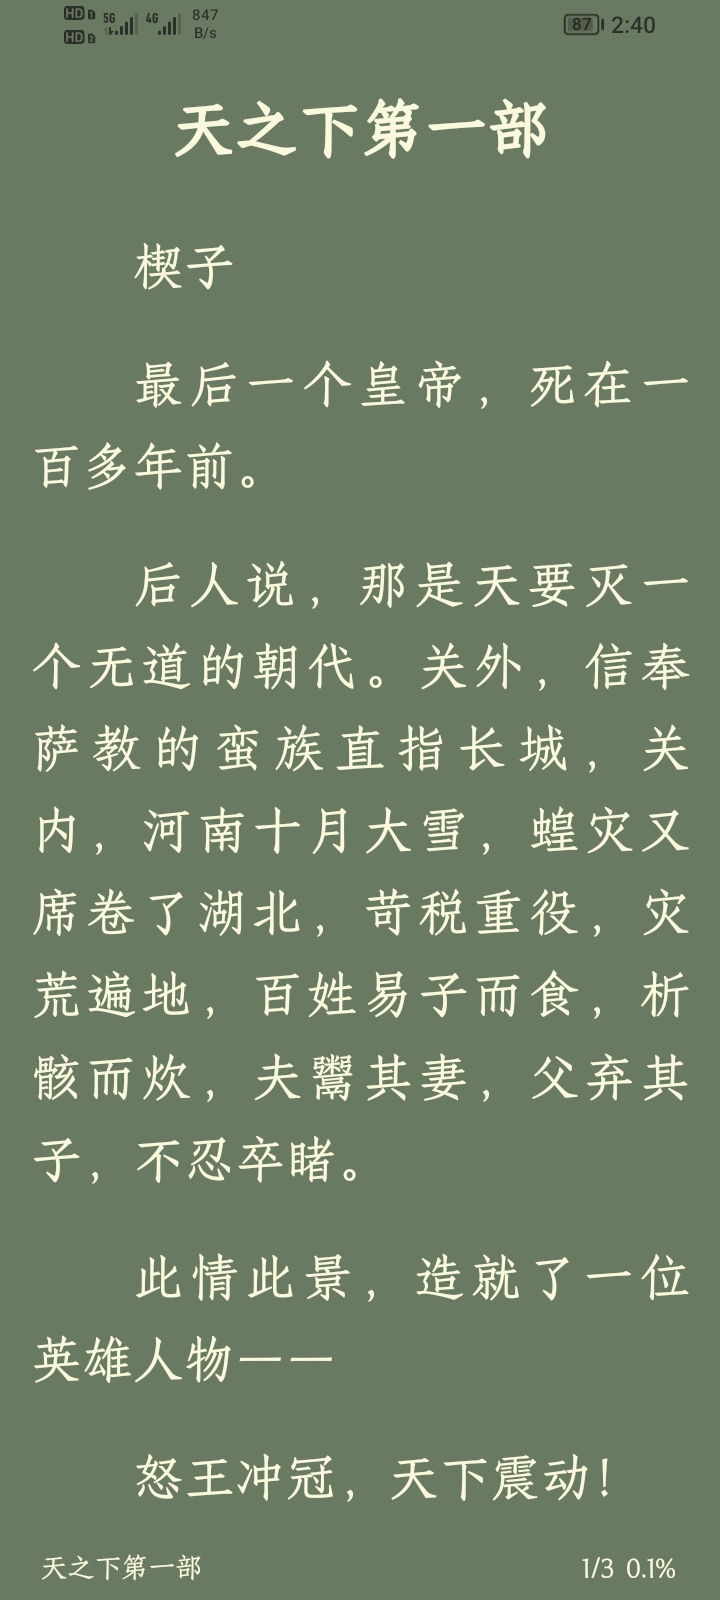 HD 1 5G 4G 847 B/s 87 2:40
HD 2
天之下第一部
楔子
最后一个皇帝，死在一
百多年前。
后人说，那是天要灭一
个无道的朝代。关外，信奉
萨教的蛮族直指长城，关
内，河南十月大雪，蝗灾又
席卷了湖北，苛税重役，灾
荒遍地，百姓易子而食，析
骸而炊，夫鬻其妻，父弃其
子，不忍卒睹。
此情此景，造就了一位
英雄人物——
怒王冲冠，天下震动！
天之下第一部 1/3 0.1%